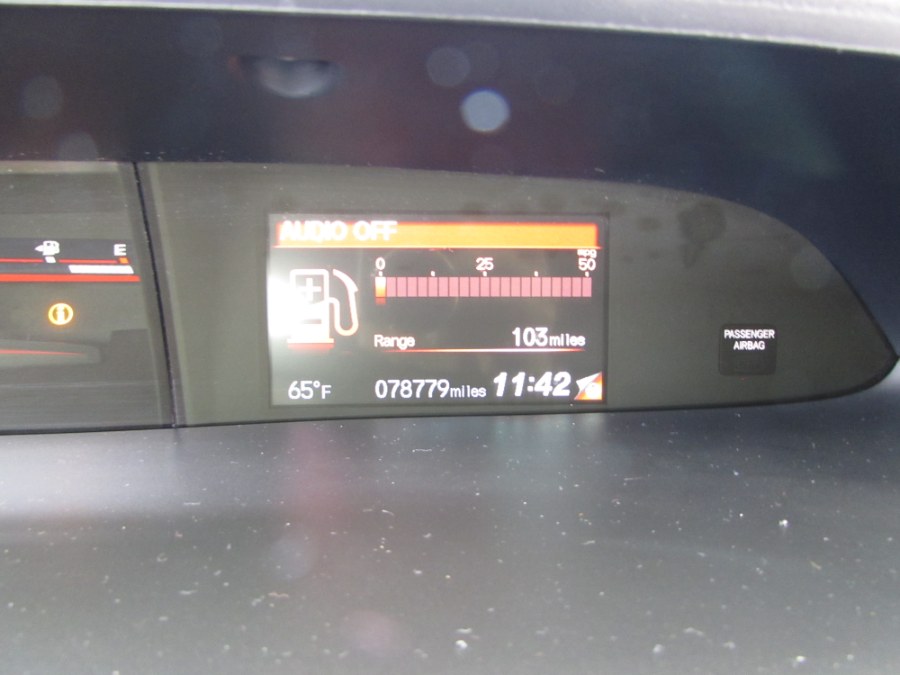 AUDIO OFF
E
mpg
0 25 50
Range 103miles
65°F 078779miles 11:42
PASSENGER
AIRBAG